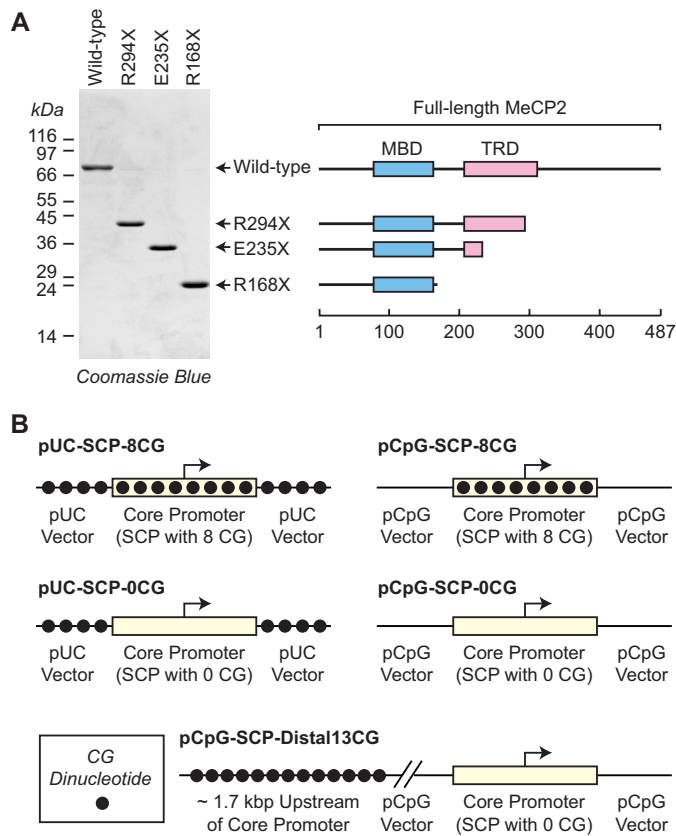 A
Wild-type
R294X
E235X
R168X
kDa
116
97
66
55
45
36
29
24
14
Coomassie Blue
Wild-type
R294X
E235X
R168X
Full-length MeCP2
MBD
TRD
1 100 200 300 400 487
B
pUC-SCP-8CG
pUC
Vector
Core Promoter
(SCP with 8 CG)
pUC
Vector
pCpG-SCP-8CG
pCpG
Vector
Core Promoter
(SCP with 8 CG)
pCpG
Vector
pUC-SCP-0CG
pUC
Vector
Core Promoter
(SCP with 0 CG)
pUC
Vector
pCpG-SCP-0CG
pCpG
Vector
Core Promoter
(SCP with 0 CG)
pCpG
Vector
CG
Dinucleotide
pCpG-SCP-Distal13CG
~ 1.7 kbp Upstream
of Core Promoter
pCpG
Vector
Core Promoter
(SCP with 0 CG)
pCpG
Vector